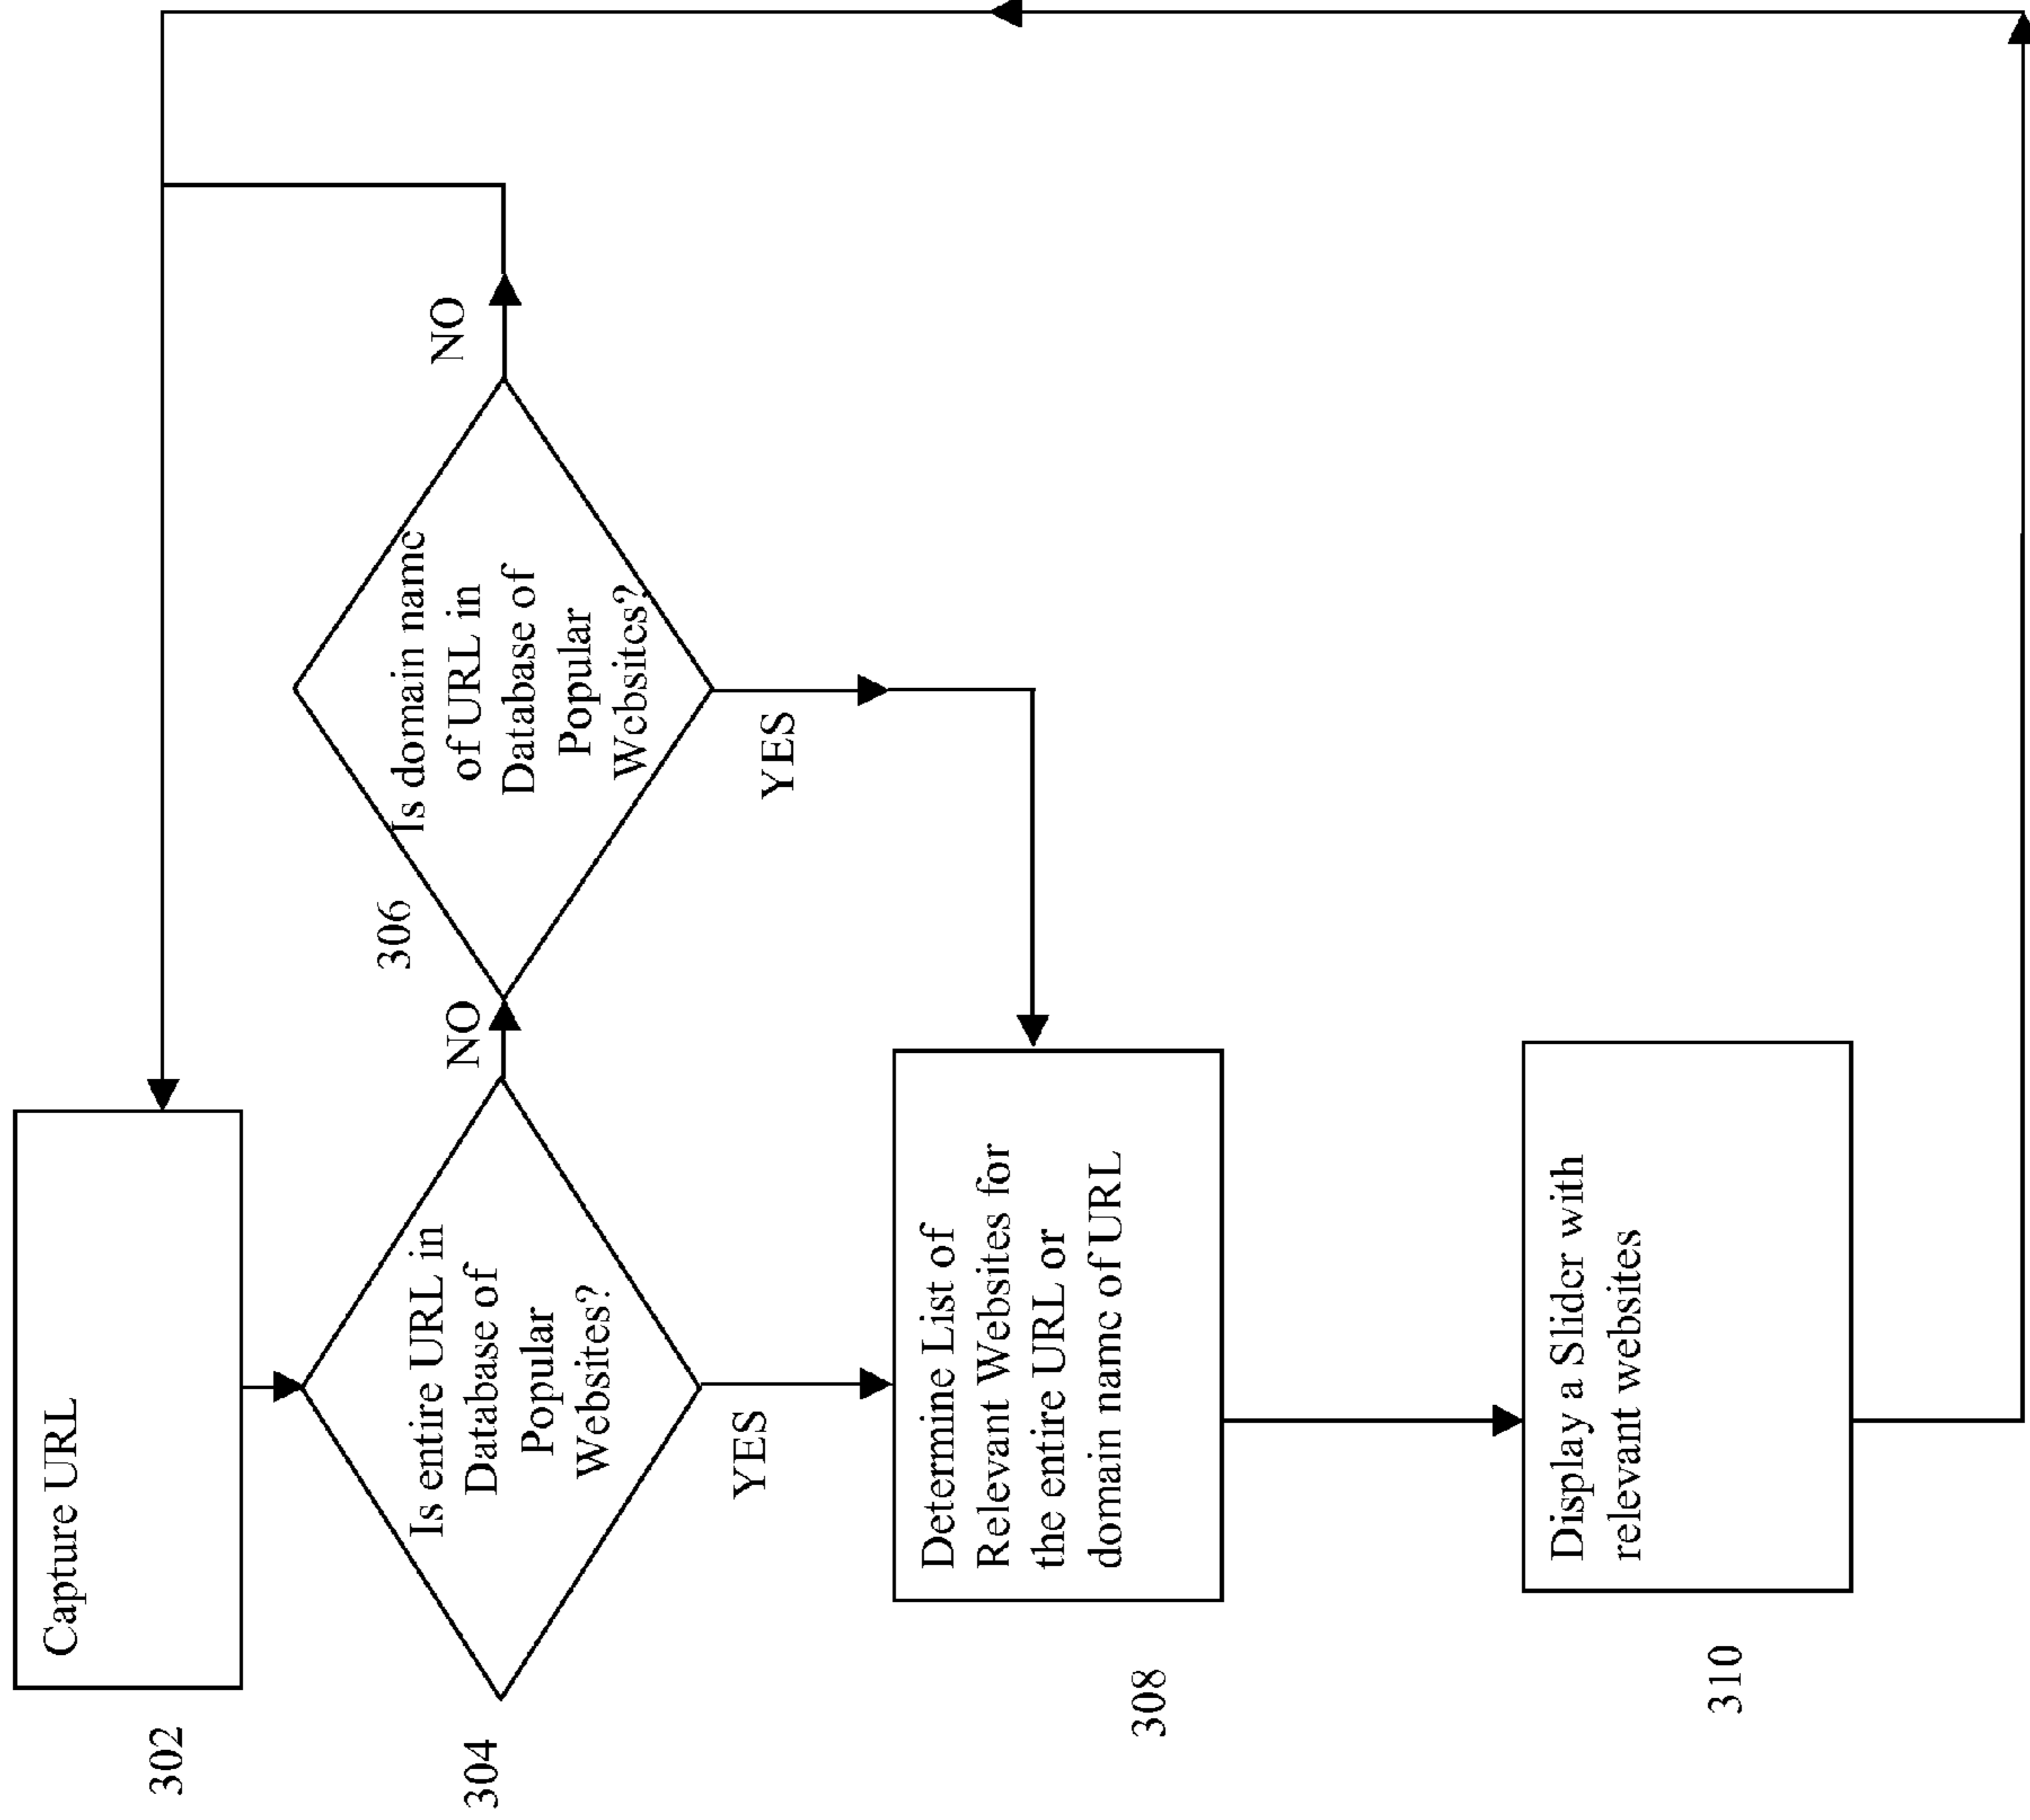 302
Capture URL
304
Is entire URL in
Database of
Popular
Websites?
NO
YES
306
Is domain name
of URL in
Database of
Popular
Websites?
NO
YES
308
Determine List of
Relevant Websites for
the entire URL or
domain name of URL
310
Display a Slider with
relevant websites